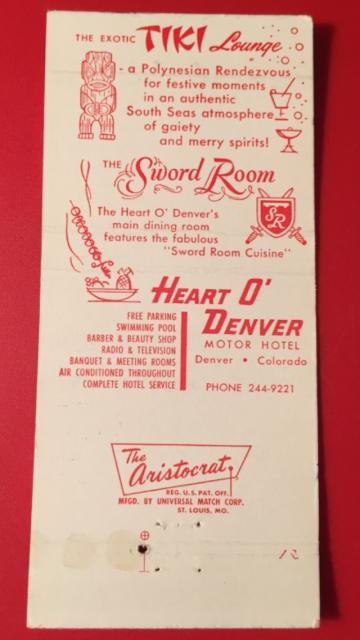 THE EXOTIC TIKI Lounge
- a Polynesian Rendezvous
for festive moments
in an authentic
South Seas atmosphere
of gaiety
and merry spirits!
THE Sword Room
The Heart O' Denver's
main dining room
features the fabulous
"Sword Room Cuisine"
SR
HEART O'
DENVER
MOTOR HOTEL
Denver • Colorado
PHONE 244-9221
FREE PARKING
SWIMMING POOL
BARBER & BEAUTY SHOP
RADIO & TELEVISION
BANQUET & MEETING ROOMS
AIR CONDITIONED THROUGHOUT
COMPLETE HOTEL SERVICE
The
Aristocrat
REG. U.S. PAT. OFF.
MFGD. BY UNIVERSAL MATCH CORP.
ST. LOUIS, MO.